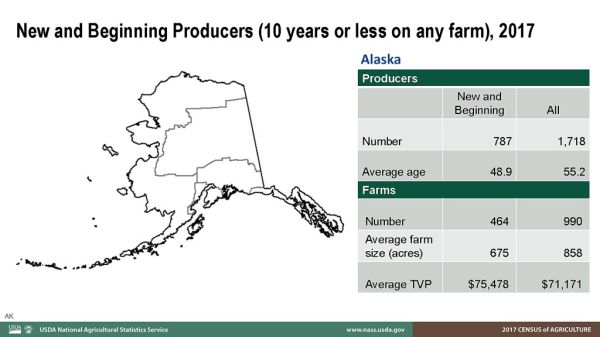 New and Beginning Producers (10 years or less on any farm), 2017
Alaska
Producers
New and
Beginning All
Number 787 1,718
Average age 48.9 55.2
Farms
Number 464 990
Average farm
size (acres) 675 858
Average TVP $75,478 $71,171
AK
USDA USDA National Agricultural Statistics Service www.nass.usda.gov 2017 CENSUS of AGRICULTURE